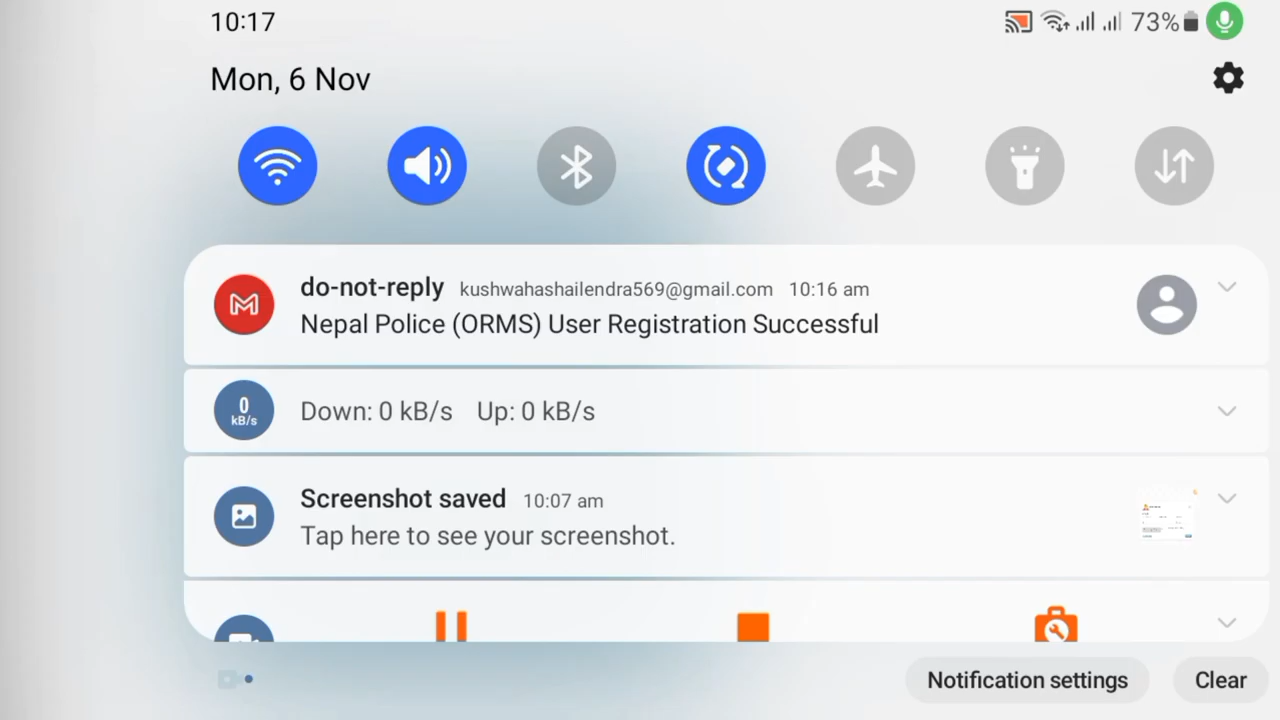 10:17
73%
Mon, 6 Nov
do-not-reply kushwahashailendra569@gmail.com 10:16 am
Nepal Police (ORMS) User Registration Successful
0
kB/s
Down: 0 kB/s Up: 0 kB/s
Screenshot saved 10:07 am
Tap here to see your screenshot.
Notification settings
Clear